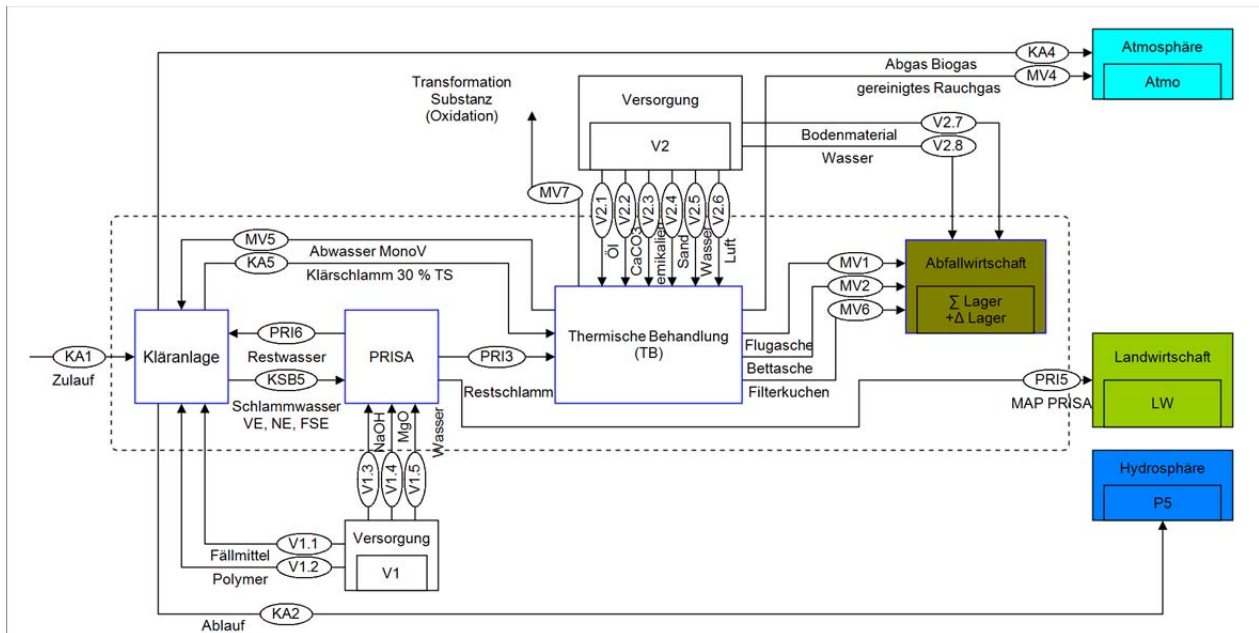 KA4
Atmosphäre
Atmo
Abgas Biogas
MV4
gereinigtes Rauchgas
Transformation
Substanz
(Oxidation)
Versorgung
V2
V2.7
Bodenmaterial
V2.8
Wasser
MV7
V2.1
V2.2
V2.3
V2.4
V2.5
V2.6
Öl
CaCO3
emikalien
Sand
Wasser
Luft
MV5
Abwasser MonoV
KA5
Klärschlamm 30 % TS
MV1
MV2
MV6
Abfallwirtschaft
∑ Lager
+Δ Lager
KA1
Zulauf
Kläranlage
PRI6
Restwasser
KSB5
Schlammwasser
VE, NE, FSE
PRISA
PRI3
Restschlamm
Thermische Behandlung
(TB)
Flugasche
Bettasche
Filterkuchen
PRI5
MAP PRISA
Landwirtschaft
LW
NaOH
MgO
Wasser
V1.3
V1.4
V1.5
Hydrosphäre
P5
V1.1
Fällmittel
V1.2
Polymer
Versorgung
V1
KA2
Ablauf